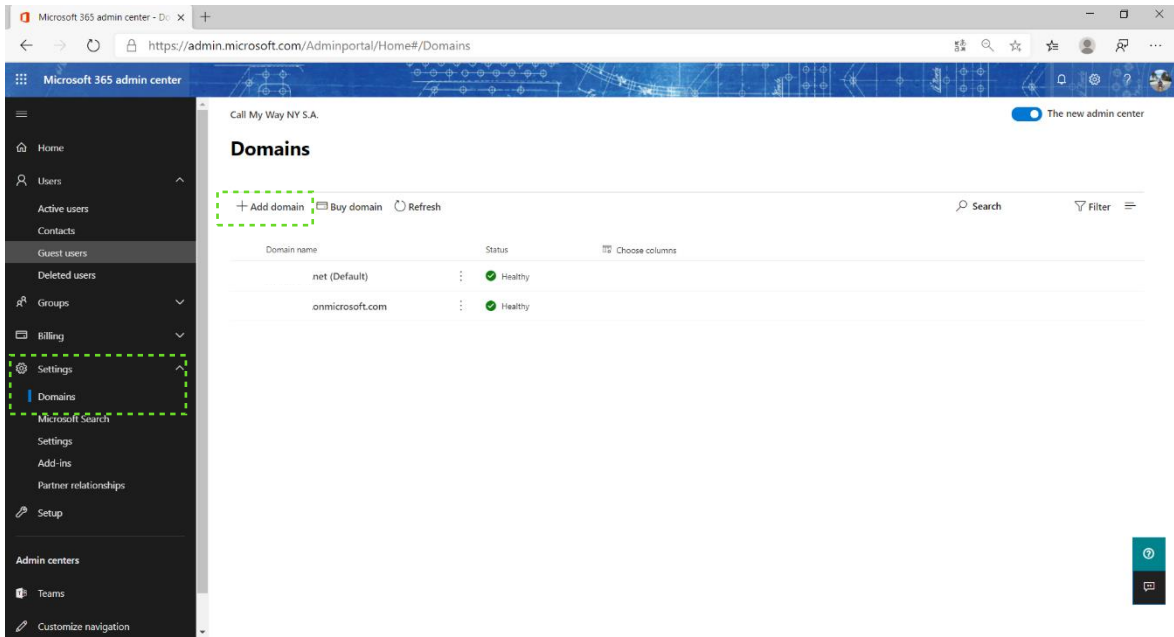 Microsoft 365 admin center - Do
https://admin.microsoft.com/Adminportal/Home#/Domains
Microsoft 365 admin center
?
Call My Way NY S.A.
The new admin center
Home
Domains
Users
Active users
+ Add domain
Buy domain
Refresh
Search
Filter
Contacts
Domain name
Status
Choose columns
Guest users
Deleted users
.net (Default)
Healthy
Groups
.onmicrosoft.com
Healthy
Billing
Settings
Domains
Microsoft Search
Settings
Add-ins
Partner relationships
Setup
Admin centers
Teams
Customize navigation